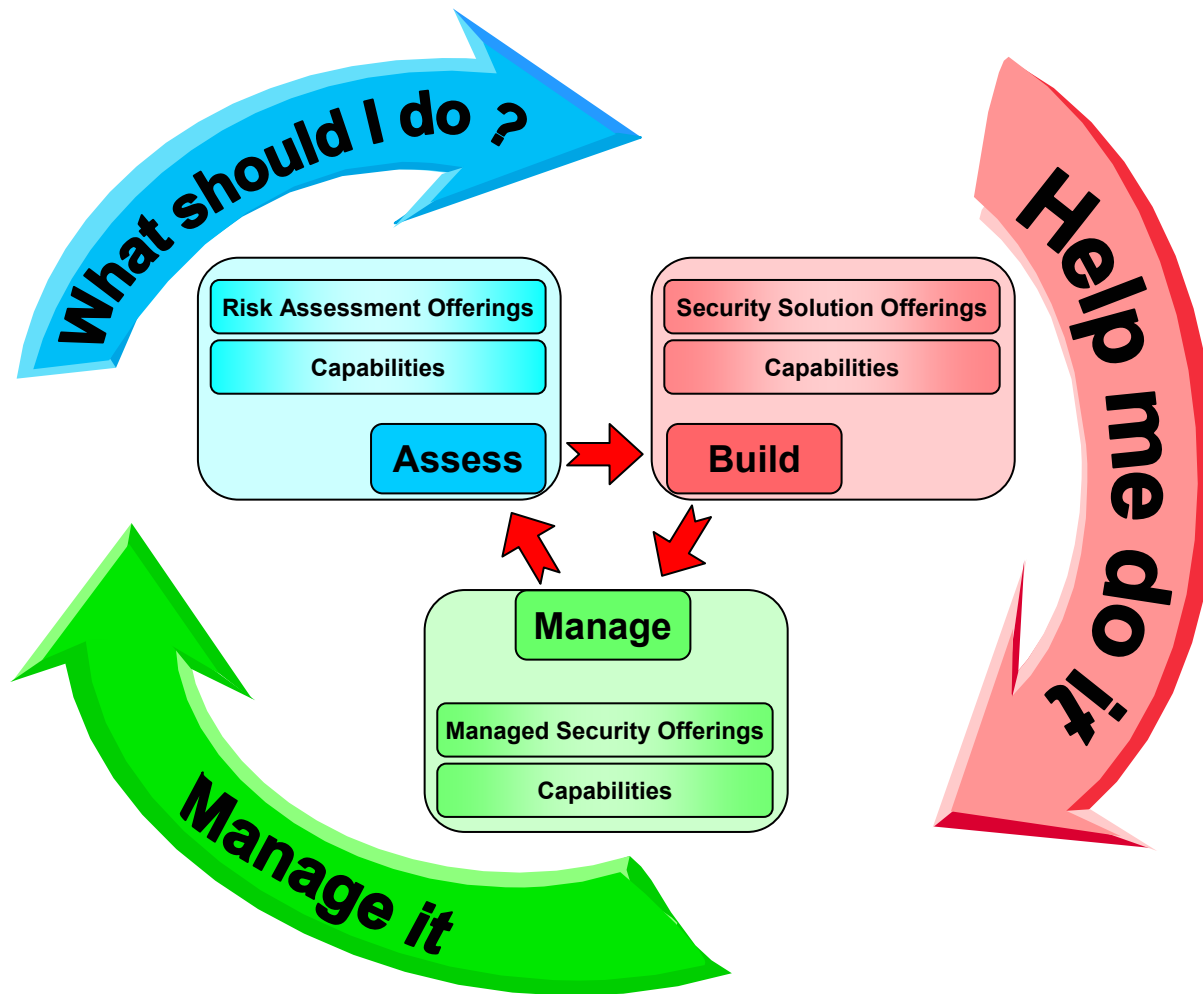 What should I do ?
Help me do it
Risk Assessment Offerings
Capabilities
Assess
Security Solution Offerings
Capabilities
Build
Manage
Managed Security Offerings
Capabilities
Manage it